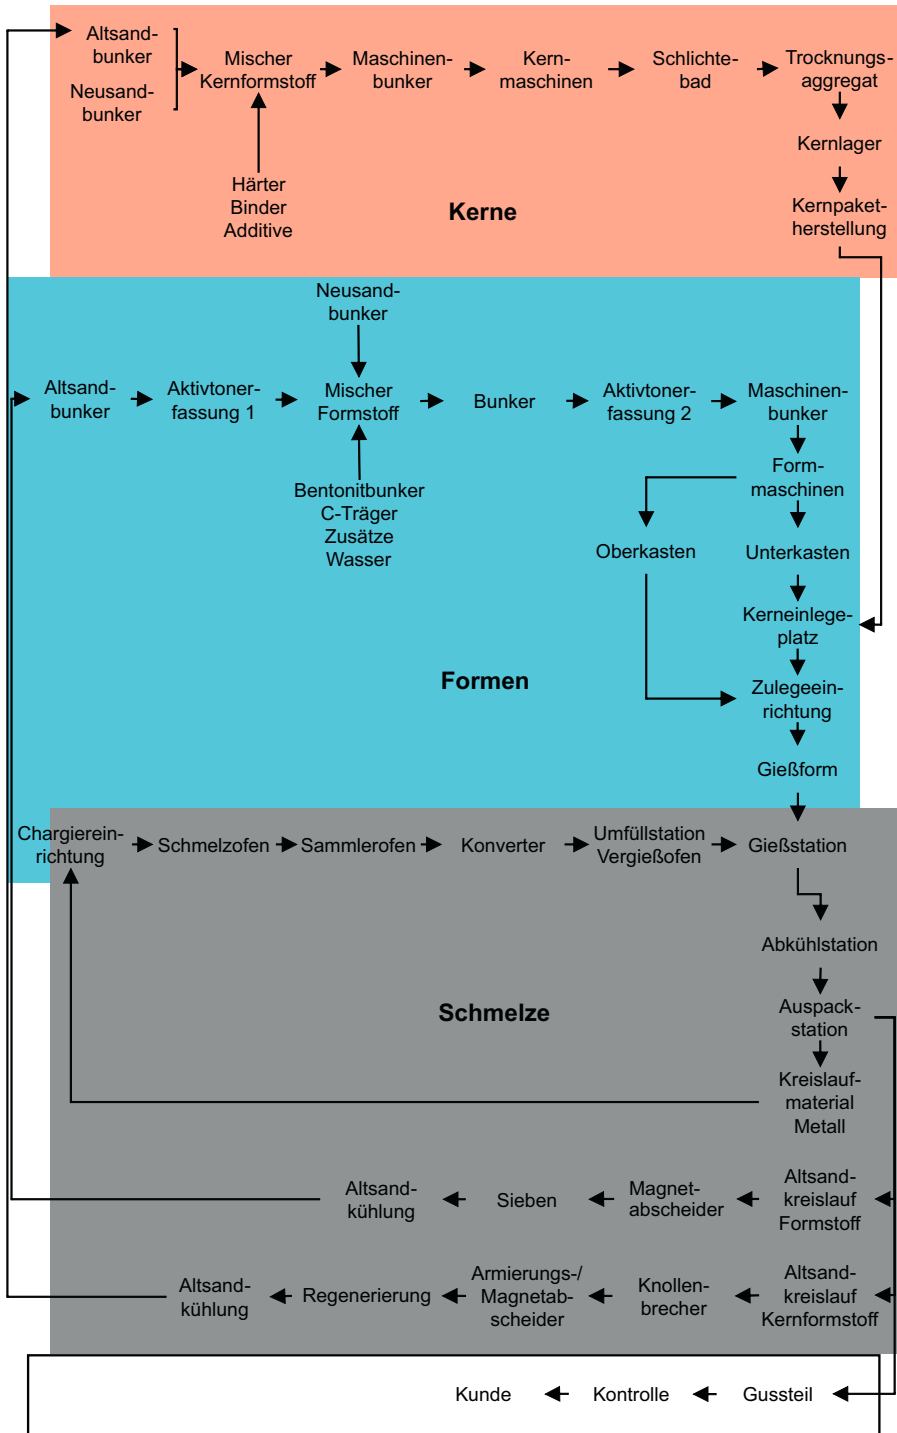 Altsand-
bunker
Neusand-
bunker
Mischer
Kernformstoff
Maschinen-
bunker
Kern-
maschinen
Schlichte-
bad
Trocknungs-
aggregat
Kernlager
Kernpaket-
herstellung
Härter
Binder
Additive
Kerne
Neusand-
bunker
Altsand-
bunker
Aktivtoner-
fassung 1
Mischer
Formstoff
Bunker
Aktivtoner-
fassung 2
Maschinen-
bunker
Bentonitbunker
C-Träger
Zusätze
Wasser
Form-
maschinen
Oberkasten
Unterkasten
Kerneinlege-
platz
Formen
Zulegeein-
richtung
Gießform
Chargierein-
richtung
Schmelzofen
Sammlerofen
Konverter
Umfüllstation
Vergießofen
Gießstation
Abkühlstation
Schmelze
Auspack-
station
Kreislauf-
material
Metall
Altsand-
kühlung
Sieben
Magnet-
abscheider
Altsand-
kreislauf
Formstoff
Altsand-
kühlung
Regenerierung
Armierungs-/
Magnetab-
scheider
Knollen-
brecher
Altsand-
kreislauf
Kernformstoff
Kunde
Kontrolle
Gussteil